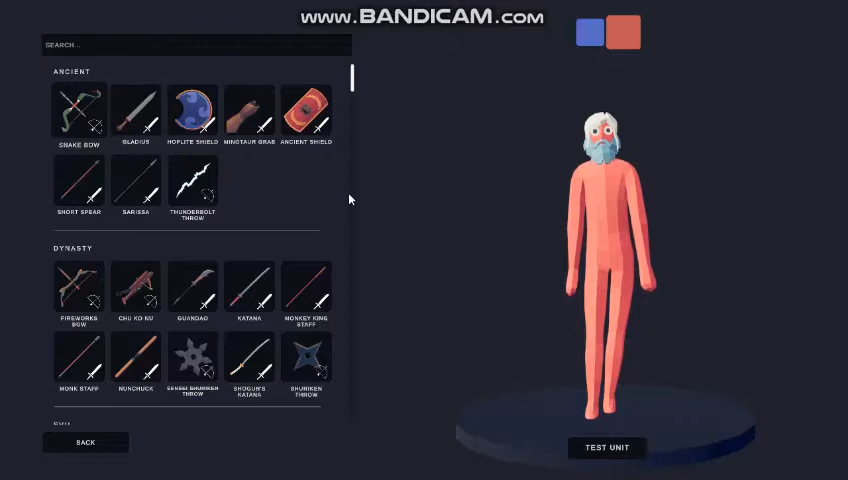 www.BANDICAM.com
SEARCH...
ANCIENT
SNAKE BOW
GLADIUS
HOPLITE SHIELD
MINOTAUR GRAB
ANCIENT SHIELD
SHORT SPEAR
SARISSA
THUNDERBOLT
THROW
DYNASTY
FIREWORKS
BOW
CHU KO NU
GUANDAO
KATANA
MONKEY KING
STAFF
MONK STAFF
NUNCHUCK
SENSEI SHURIKEN
THROW
SHOGUN'S
KATANA
SHURIKEN
THROW
BACK
TEST UNIT